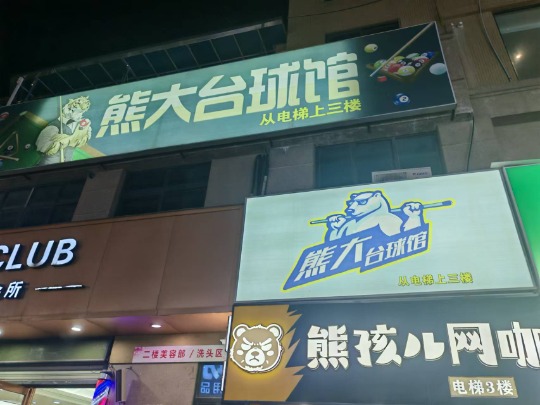 熊大台球馆
从电梯上三楼
熊大台球馆
从电梯上三楼
CLUB
所
二楼美容部/洗头区
熊孩儿网咖
电梯3楼